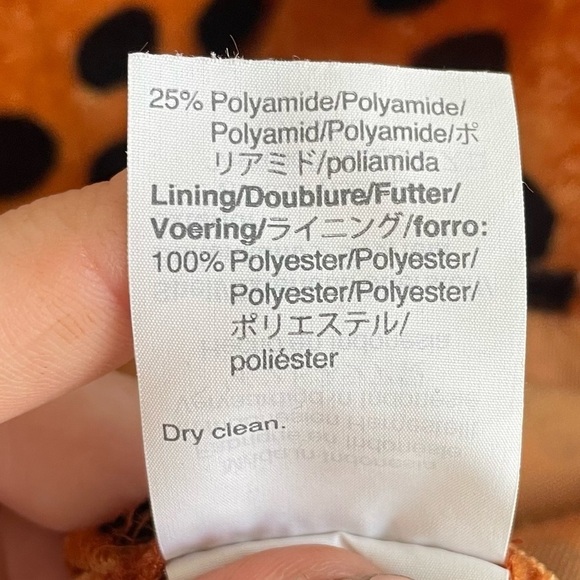 25% Polyamide/Polyamide/
Polyamid/Polyamide/ポ
リアミド/poliamida
Lining/Doublure/Futter/
Voering/ライニング/forro:
100% Polyester/Polyester/
Polyester/Polyester/
ポリエステル/
poliéster
Dry clean.